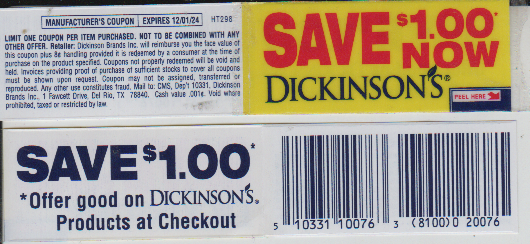 MANUFACTURER'S COUPON EXPIRES 12/01/24 HT298
LIMIT ONE COUPON PER ITEM PURCHASED. NOT TO BE COMBINED WITH ANY
OTHER OFFER. Retailer: Dickinson Brands Inc. will reimburse you the face value of
this coupon plus 8¢ handling provided it is redeemed by a consumer at the time of
purchase on the product specified. Coupons not properly redeemed will be void and
held. Invoices providing proof of purchase of sufficient stocks to cover all coupons
must be shown upon request. Coupon may not be assigned, transferred or
reproduced. Any other use constitutes fraud. Mail to: CMS, Dep't 10331, Dickinson
Brands Inc., 1 Fawcett Drive, Del Rio, TX 78840. Cash value .001¢. Void where
prohibited, taxed or restricted by law.
SAVE $1.00*
NOW
DICKINSON'S®
PEEL HERE
SAVE $1.00*
*Offer good on DICKINSON'S®
Products at Checkout
5 10331 10076 3 (8100) 0 20076